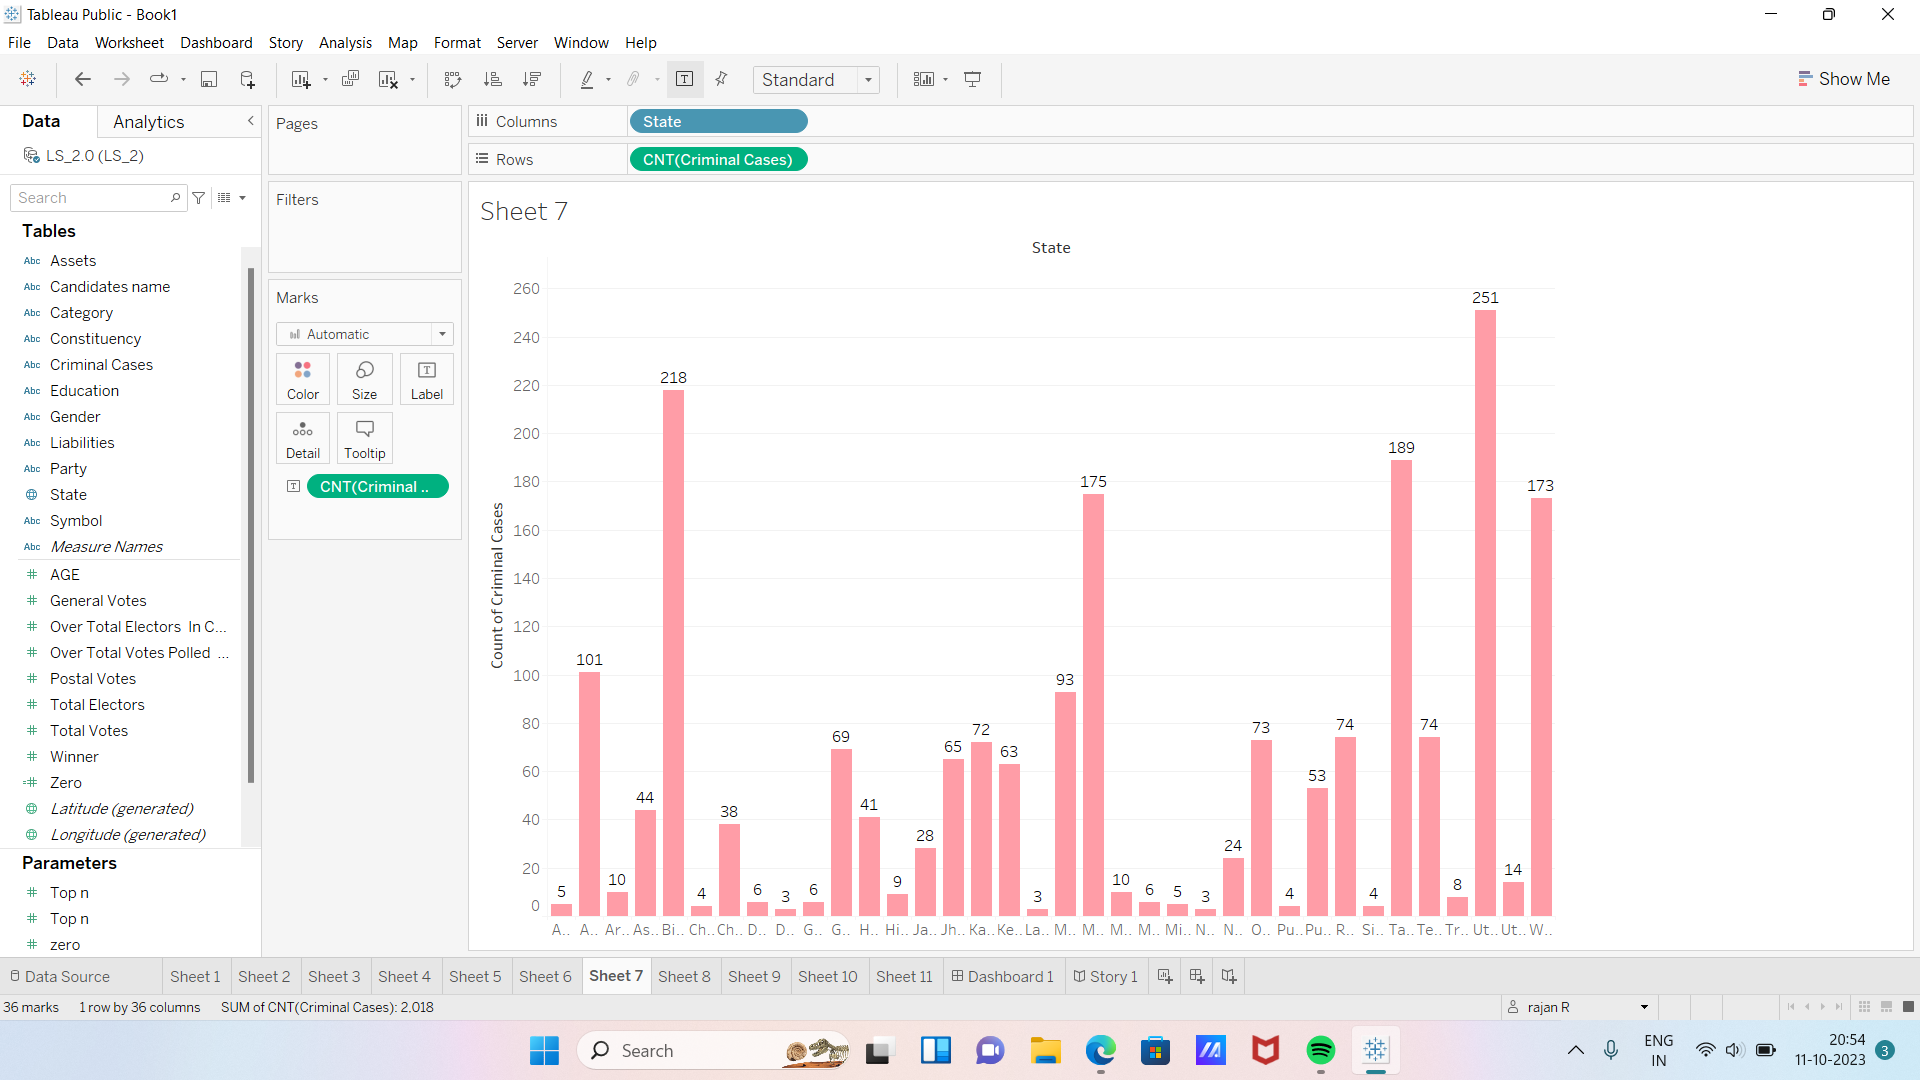 Tableau Public - Book1
File Data Worksheet Dashboard Story Analysis Map Format Server Window Help
Standard
Show Me
Data Analytics
LS_2.0 (LS_2)
Search
Tables
Abc Assets
Abc Candidates name
Abc Category
Abc Constituency
Abc Criminal Cases
Abc Education
Abc Gender
Abc Liabilities
Abc Party
State
Abc Symbol
Abc Measure Names
# AGE
# General Votes
# Over Total Electors In C...
# Over Total Votes Polled ...
# Postal Votes
# Total Electors
# Total Votes
# Winner
=# Zero
Latitude (generated)
Longitude (generated)
Parameters
# Top n
# Top n
# zero
Pages
Filters
Marks
Automatic
Color Size Label
Detail Tooltip
T CNT(Criminal ..
Columns State
Rows CNT(Criminal Cases)
Sheet 7
State
Count of Criminal Cases
260
240
220
200
180
160
140
120
100
80
60
40
20
0
5 101 10 44 218 4 38 6 3 6 69 41 9 28 65 72 63 3 93 175 10 6 5 3 24 73 4 53 74 4 189 74 8 251 14 173
A.. A.. Ar.. As.. Bi.. Ch.. Ch.. D.. D.. G.. G.. H.. Hi.. Ja.. Jh.. Ka.. Ke.. La.. M.. M.. M.. M.. Mi.. N.. N.. O.. Pu.. Pu.. R.. Si.. Ta.. Te.. Tr.. Ut.. Ut.. W..
Data Source Sheet 1 Sheet 2 Sheet 3 Sheet 4 Sheet 5 Sheet 6 Sheet 7 Sheet 8 Sheet 9 Sheet 10 Sheet 11 Dashboard 1 Story 1
36 marks 1 row by 36 columns SUM of CNT(Criminal Cases): 2,018
rajan R
Search
ENG
IN
20:54
11-10-2023
3